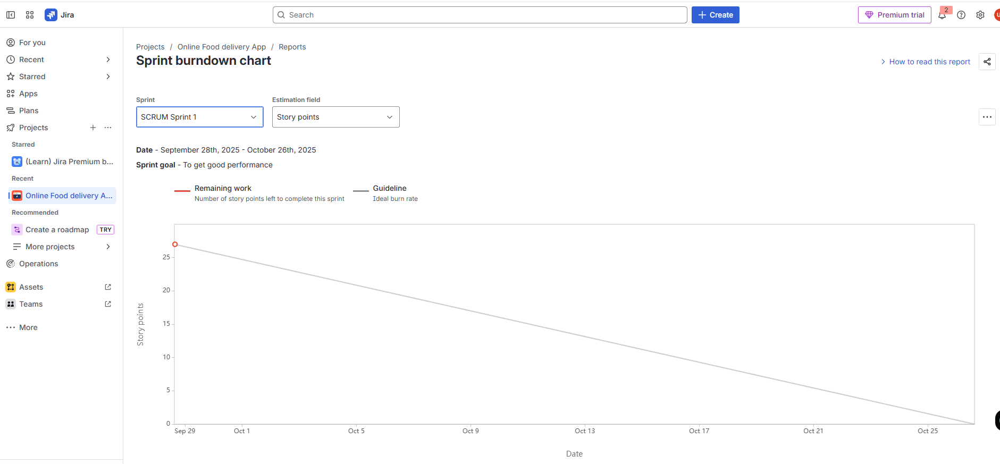 Jira
Search
Create
Premium trial
2
For you
Recent
Starred
Apps
Plans
Projects
Starred
(Learn) Jira Premium b...
Recent
Online Food delivery A...
Recommended
Create a roadmap TRY
More projects
Operations
Assets
Teams
More
Projects / Online Food delivery App / Reports
Sprint burndown chart
How to read this report
Sprint
SCRUM Sprint 1
Estimation field
Story points
Date - September 28th, 2025 - October 26th, 2025
Sprint goal - To get good performance
Remaining work
Number of story points left to complete this sprint
Guideline
Ideal burn rate
Story points
25
20
15
10
5
0
Sep 29 Oct 1 Oct 5 Oct 9 Oct 13 Oct 17 Oct 21 Oct 25
Date